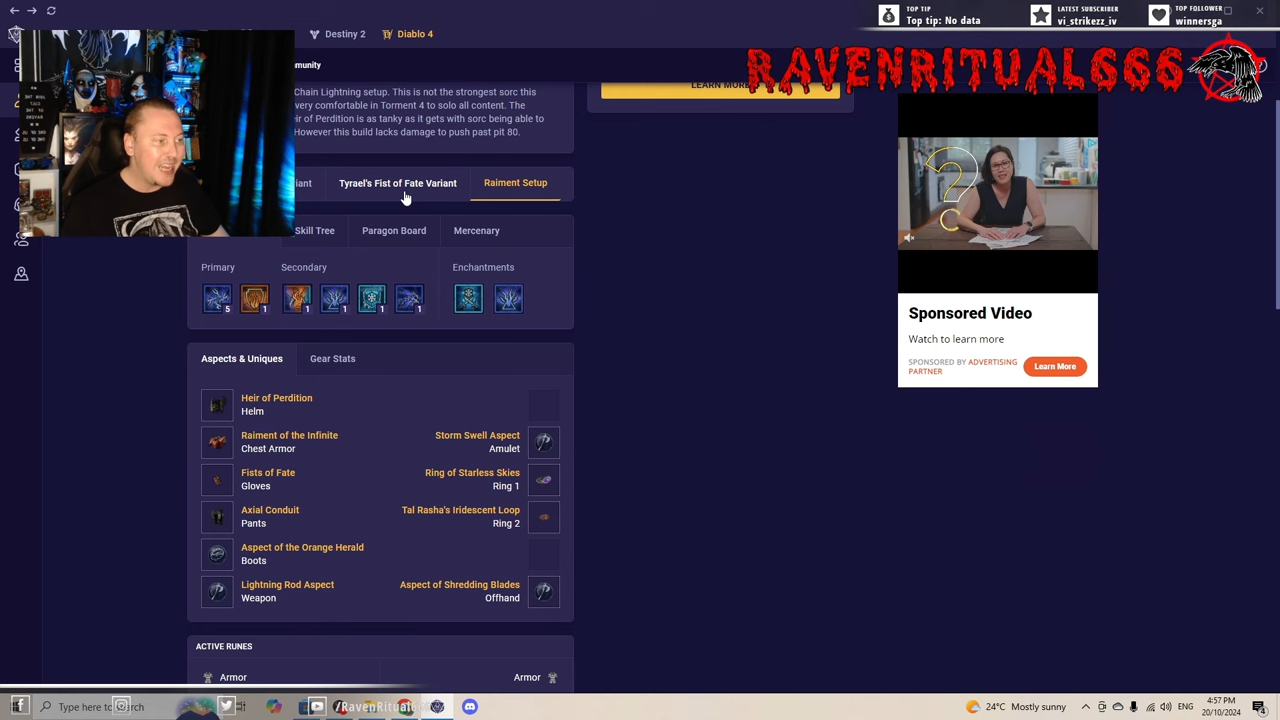 TOP TIP
Top tip: No data
LATEST SUBSCRIBER
vi_strikezz_iv
TOP FOLLOWER
winnersga
Destiny 2
Diablo 4
RAVENRITUAL666
munity
Chain Lightning setup. This is not the strongest sorc this
very comfortable in Torment 4 to solo all content. The
ir of Perdition is as tanky as it gets with sorc being able to
However this build lacks damage to push past pit 80.
LEARN MORE
iant
Tyrael's Fist of Fate Variant
Raiment Setup
Skill Tree
Paragon Board
Mercenary
Primary
Secondary
Enchantments
5
1
1
1
1
1
Aspects & Uniques
Gear Stats
Heir of Perdition
Helm
Raiment of the Infinite
Chest Armor
Storm Swell Aspect
Amulet
Fists of Fate
Gloves
Ring of Starless Skies
Ring 1
Axial Conduit
Pants
Tal Rasha's Iridescent Loop
Ring 2
Aspect of the Orange Herald
Boots
Lightning Rod Aspect
Weapon
Aspect of Shredding Blades
Offhand
ACTIVE RUNES
Armor
Armor
Sponsored Video
Watch to learn more
SPONSORED BY ADVERTISING
PARTNER
Learn More
Type here to search
/RavenRitual66
24°C Mostly sunny
ENG
4:57 PM
20/10/2024